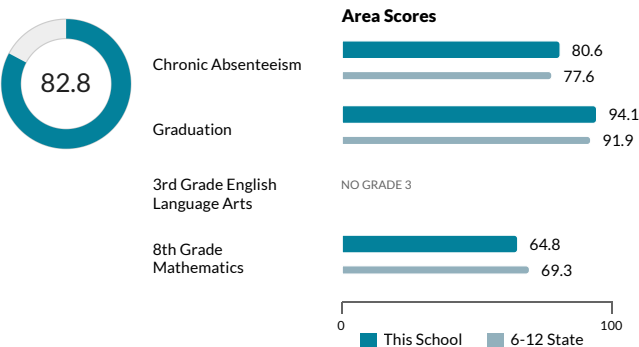 Area Scores
82.8
Chronic Absenteeism
80.6
77.6
Graduation
94.1
91.9
3rd Grade English
Language Arts
NO GRADE 3
8th Grade
Mathematics
64.8
69.3
0
100
This School
6-12 State